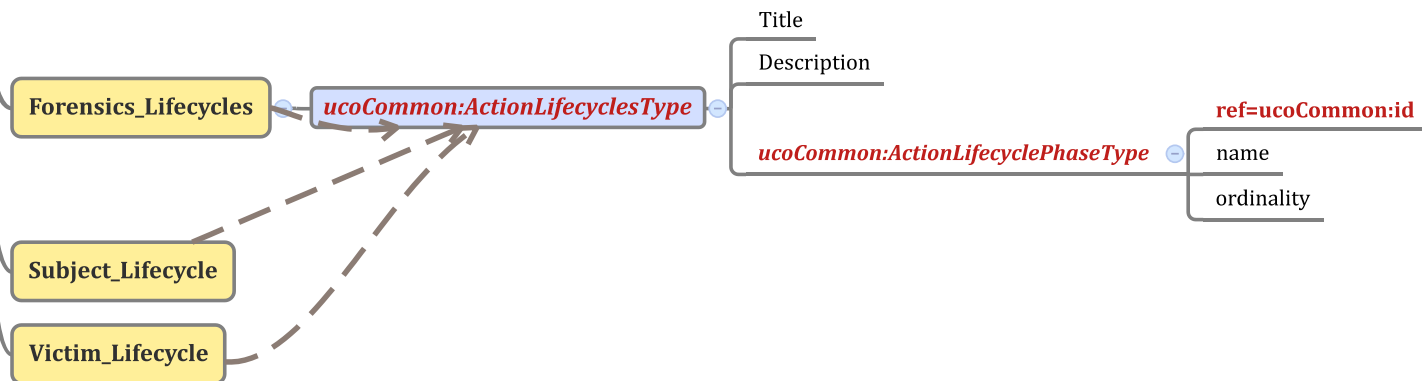 Title
Description
Forensics_Lifecycles
ucoCommon:ActionLifecyclesType
ref=ucoCommon:id
ucoCommon:ActionLifecyclePhaseType
name
ordinality
Subject_Lifecycle
Victim_Lifecycle